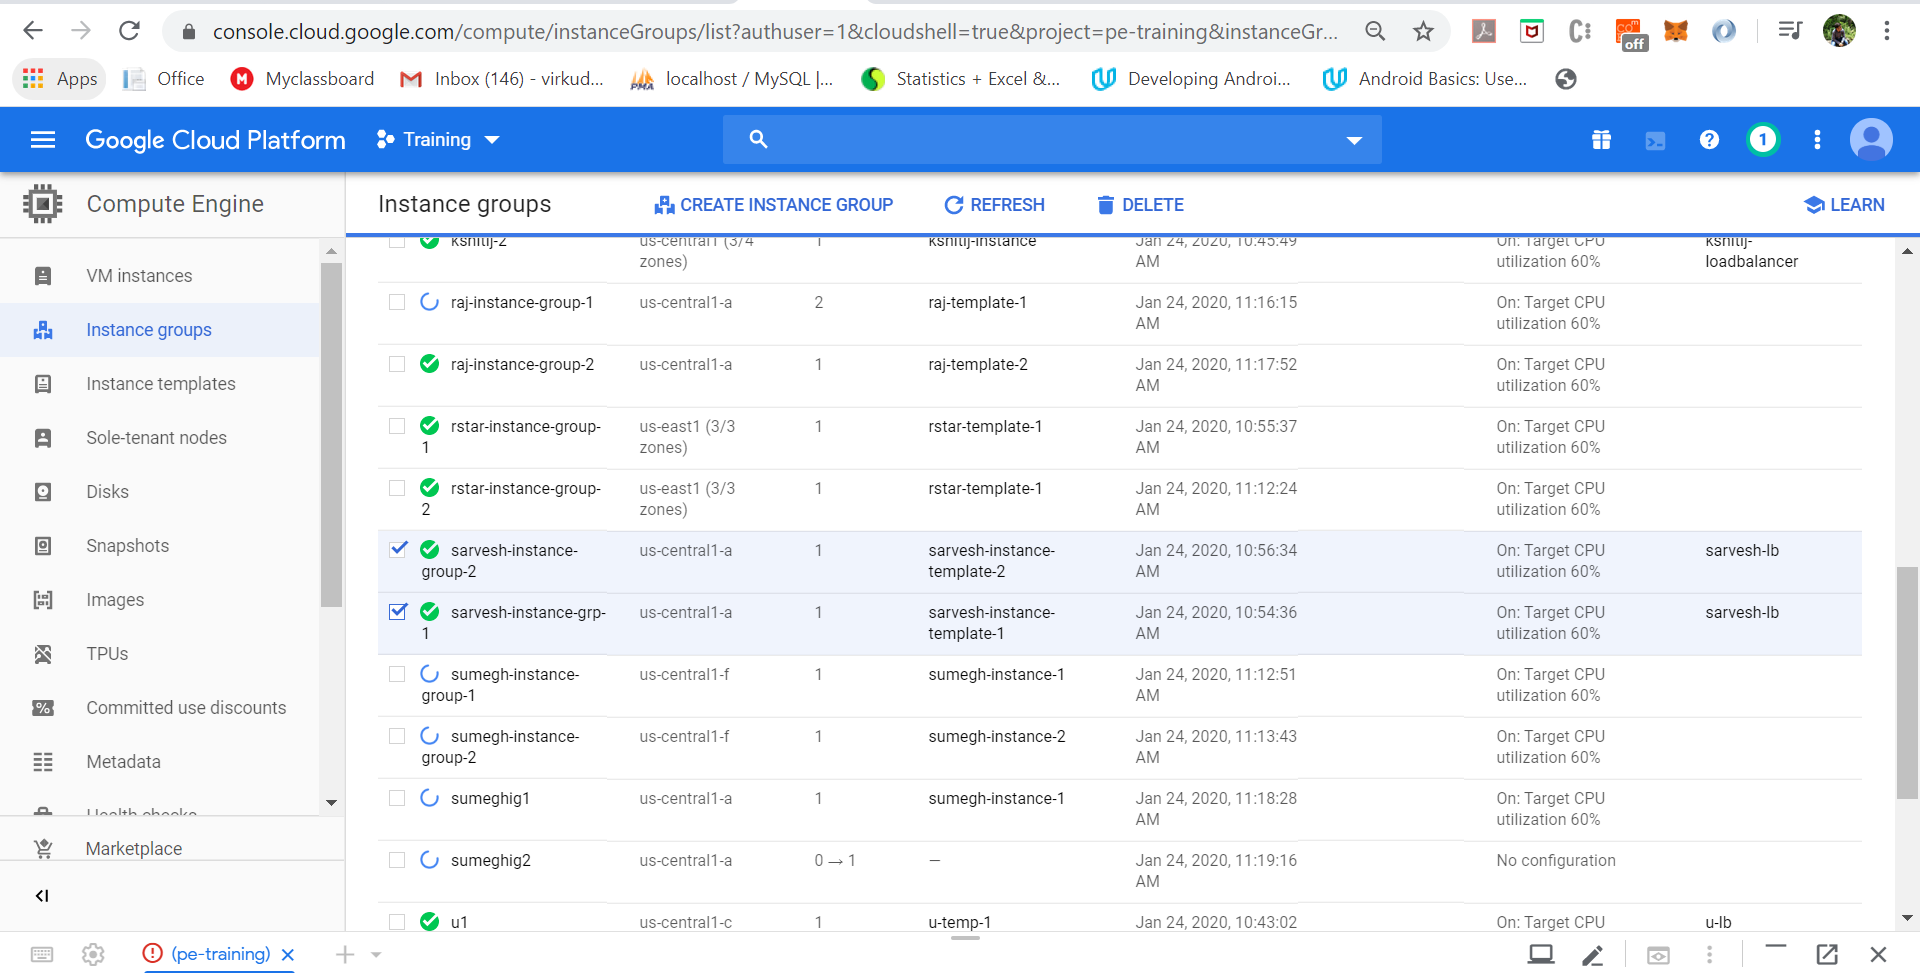 console.cloud.google.com/compute/instanceGroups/list?authuser=1&cloudshell=true&project=pe-training&instanceGr...
off
Apps Office Myclassboard Inbox (146) - virkud... localhost / MySQL |... Statistics + Excel &... Developing Androi... Android Basics: Use...
PMA
Google Cloud Platform Training 1
Compute Engine
Instance groups CREATE INSTANCE GROUP REFRESH DELETE LEARN
VM instances
Instance groups
Instance templates
Sole-tenant nodes
Disks
Snapshots
Images
TPUs
Committed use discounts
Metadata
Health checks
Marketplace
kshitij-2 us-central1 (3/4 1 kshitij-instance Jan 24, 2020, 10:45:49 On: Target CPU kshitij-
zones) AM utilization 60% loadbalancer
raj-instance-group-1 us-central1-a 2 raj-template-1 Jan 24, 2020, 11:16:15 On: Target CPU
AM utilization 60%
raj-instance-group-2 us-central1-a 1 raj-template-2 Jan 24, 2020, 11:17:52 On: Target CPU
AM utilization 60%
rstar-instance-group- us-east1 (3/3 1 rstar-template-1 Jan 24, 2020, 10:55:37 On: Target CPU
1 zones) AM utilization 60%
rstar-instance-group- us-east1 (3/3 1 rstar-template-1 Jan 24, 2020, 11:12:24 On: Target CPU
2 zones) AM utilization 60%
sarvesh-instance- us-central1-a 1 sarvesh-instance- Jan 24, 2020, 10:56:34 On: Target CPU sarvesh-lb
group-2 template-2 AM utilization 60%
sarvesh-instance-grp- us-central1-a 1 sarvesh-instance- Jan 24, 2020, 10:54:36 On: Target CPU sarvesh-lb
1 template-1 AM utilization 60%
sumegh-instance- us-central1-f 1 sumegh-instance-1 Jan 24, 2020, 11:12:51 On: Target CPU
group-1 AM utilization 60%
sumegh-instance- us-central1-f 1 sumegh-instance-2 Jan 24, 2020, 11:13:43 On: Target CPU
group-2 AM utilization 60%
sumeghig1 us-central1-a 1 sumegh-instance-1 Jan 24, 2020, 11:18:28 On: Target CPU
AM utilization 60%
sumeghig2 us-central1-a 0 → 1 — Jan 24, 2020, 11:19:16 No configuration
AM
u1 us-central1-c 1 u-temp-1 Jan 24, 2020, 10:43:02 On: Target CPU u-lb
(pe-training)